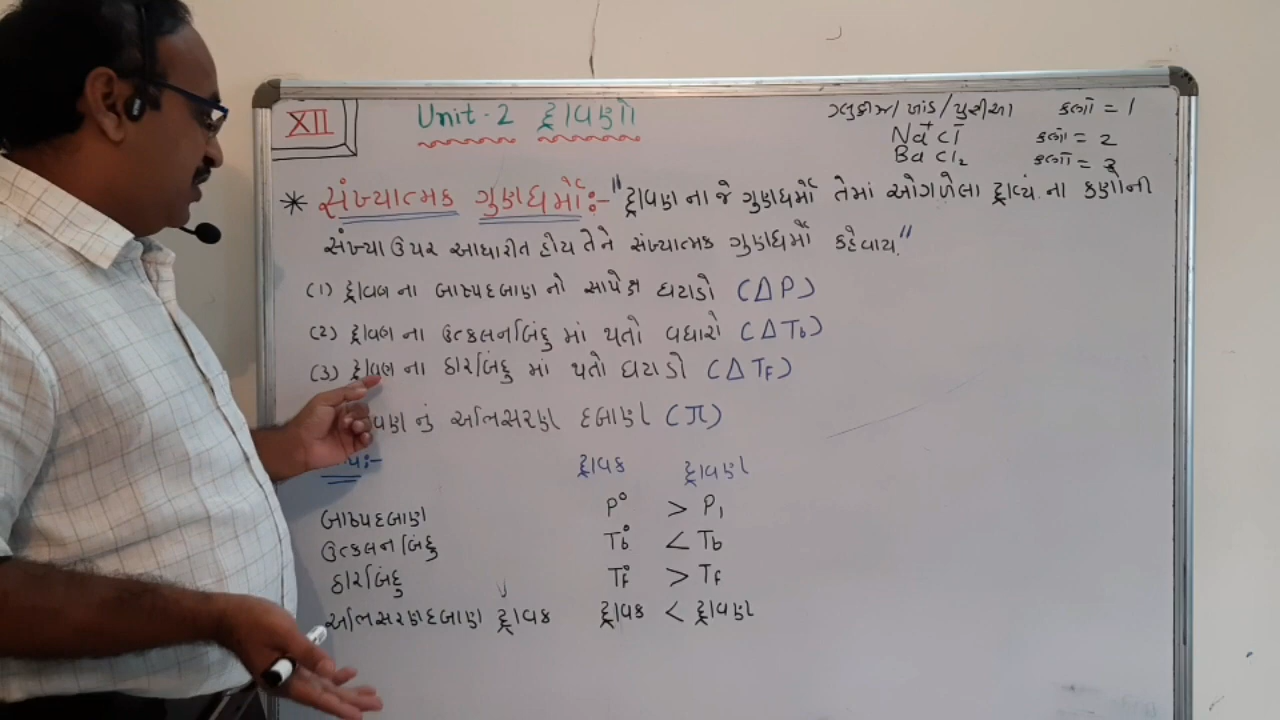 XII
Unit-2 દ્રાવણો
ગ્લુકોઝ/ખાંડ/યુરીઆ કણો = 1
Na⁺Cl⁻ કણો = 2
BaCl₂ કણો = 3
* સંખ્યાત્મક ગુણધર્મો:- "દ્રાવણ ના જે ગુણધર્મો તેમાં ઓગળેલા દ્રાવ્ય ના કણોની
સંખ્યા ઉપર આધારીત હોય તેને સંખ્યાત્મક ગુણધર્મો કહેવાય."
(1) દ્રાવણ ના બાષ્પદબાણ નો સાપેક્ષ ઘટાડો (ΔP)
(2) દ્રાવણ ના ઉત્કલનબિંદુ માં થતો વધારો (ΔTb)
(3) દ્રાવણ ના ઠારબિંદુ માં થતો ઘટાડો (ΔTF)
વણ નું અભિસરણ દબાણ (π)
દ્રાવક દ્રાવણ
બાષ્પદબાણ P° > P₁
ઉત્કલનબિંદુ Tb° < Tb
ઠારબિંદુ TF° > TF
અભિસરણદબાણ દ્રાવક દ્રાવક < દ્રાવણ